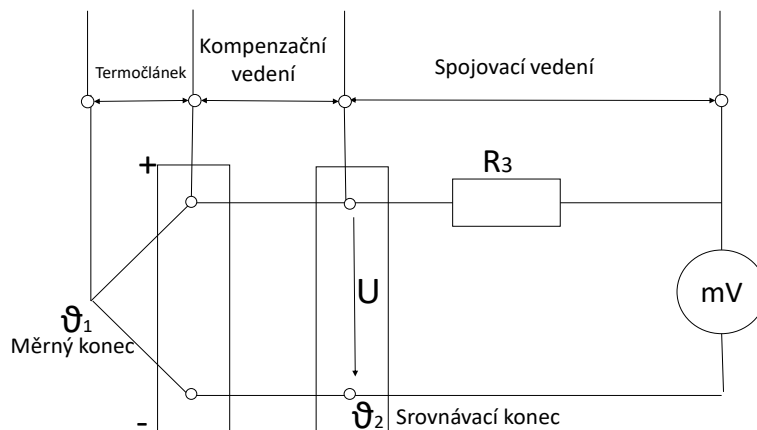 Termočlánek
Kompenzační
vedení
Spojovací vedení
+
R3
U
mV
ϑ1
Měrný konec
-
ϑ2 Srovnávací konec